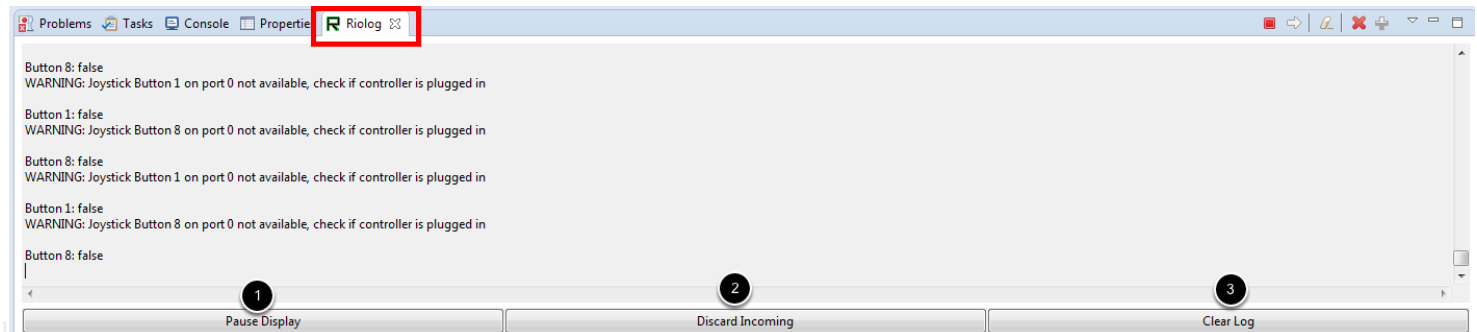 Problems Tasks Console Propertie Riolog
Button 8: false
WARNING: Joystick Button 1 on port 0 not available, check if controller is plugged in
Button 1: false
WARNING: Joystick Button 8 on port 0 not available, check if controller is plugged in
Button 8: false
WARNING: Joystick Button 1 on port 0 not available, check if controller is plugged in
Button 1: false
WARNING: Joystick Button 8 on port 0 not available, check if controller is plugged in
Button 8: false
1 2 3
Pause Display Discard Incoming Clear Log